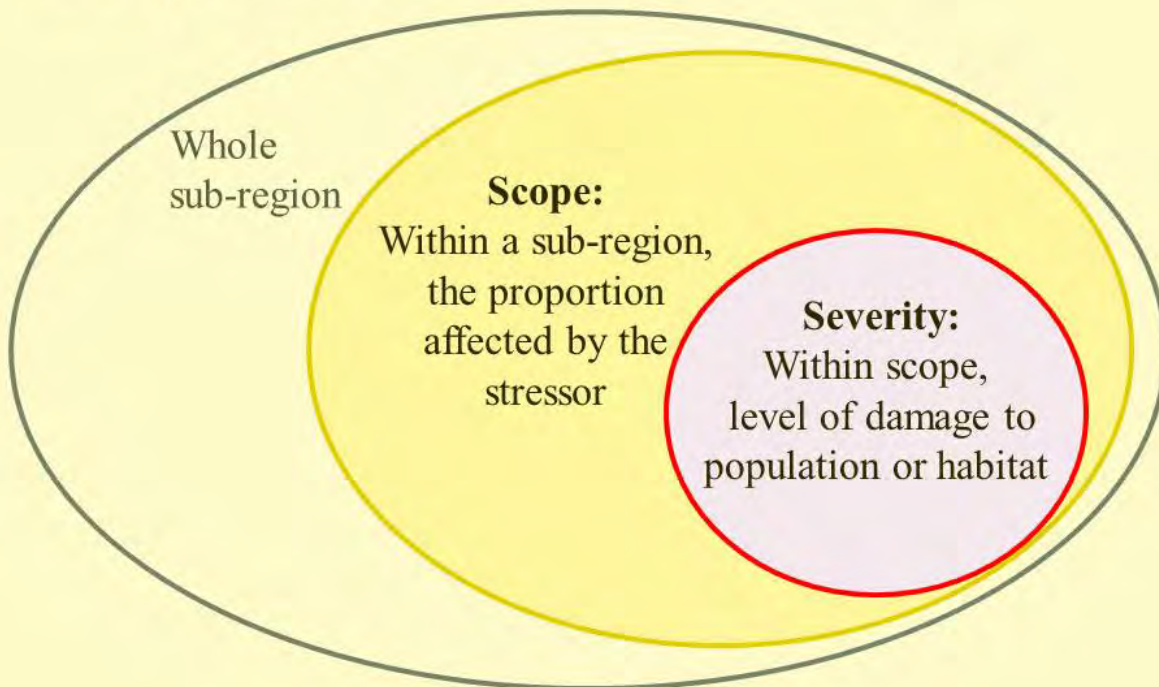 Whole
sub-region
Scope:
Within a sub-region,
the proportion
affected by the
stressor
Severity:
Within scope,
level of damage to
population or habitat